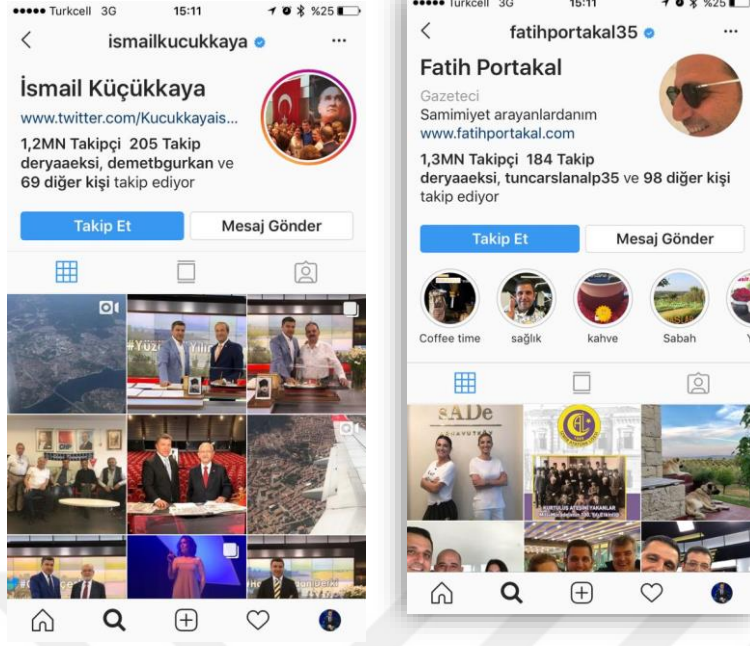 Turkcell 3G 15:11 %25
ismailkucukkaya
İsmail Küçükkaya
www.twitter.com/Kucukkayais...
1,2MN Takipçi 205 Takip
deryaaeksi, demetbgurkan ve
69 diğer kişi takip ediyor
Takip Et Mesaj Gönder
CHP
Turkcell 3G 15:11 %25
fatihportakal35
Fatih Portakal
Gazeteci
Samimiyet arayanlardanım
www.fatihportakal.com
1,3MN Takipçi 184 Takip
deryaaeksi, tuncarslanalp35 ve 98 diğer kişi
takip ediyor
Takip Et Mesaj Gönder
Coffee time sağlık kahve Sabah
SADe
KURTULUŞ ATEŞİNİ YAKANLAR